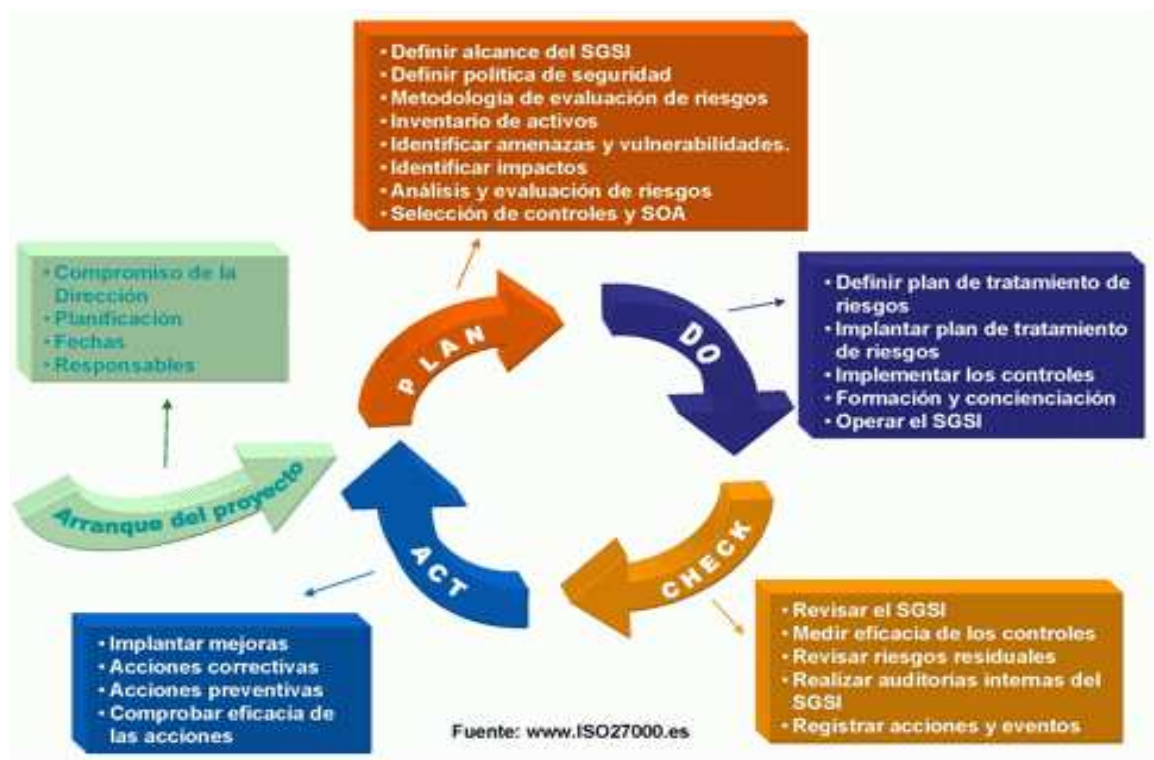 • Definir alcance del SGSI
• Definir política de seguridad
• Metodología de evaluación de riesgos
• Inventario de activos
• Identificar amenazas y vulnerabilidades.
• Identificar impactos
• Análisis y evaluación de riesgos
• Selección de controles y SOA
• Compromiso de la
Dirección
• Planificación
• Fechas
• Responsables
Arranque del proyecto
PLAN
DO
• Definir plan de tratamiento de
riesgos
• Implantar plan de tratamiento
de riesgos
• Implementar los controles
• Formación y concienciación
• Operar el SGSI
CHECK
• Revisar el SGSI
• Medir eficacia de los controles
• Revisar riesgos residuales
• Realizar auditorias internas del
SGSI
• Registrar acciones y eventos
ACT
• Implantar mejoras
• Acciones correctivas
• Acciones preventivas
• Comprobar eficacia de
las acciones
Fuente: www.ISO27000.es